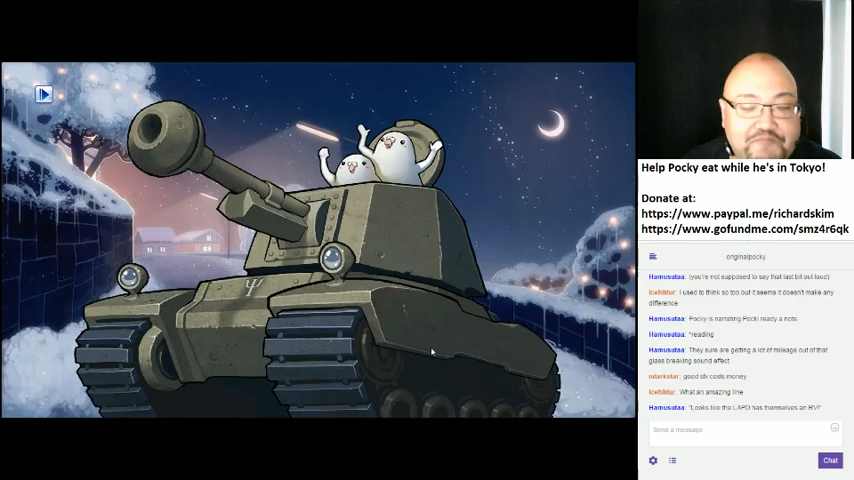 Help Pocky eat while he's in Tokyo!
Donate at:
https://www.paypal.me/richardskim
https://www.gofundme.com/smz4r6qk
originalpocky
Hamusutaa: (you're not supposed to say that last bit out loud)
Icehildur: I used to think so too but it seems it doesn't make any
difference
Hamusutaa: Pocky is narrating Pocki ready a note.
Hamusutaa: *reading
Hamusutaa: They sure are getting a lot of mileage out of that
glass breaking sound effect.
ndarkstar: good sfx costs money
Icehildur: What an amazing line
Hamusutaa: "Looks like the LAPD has themselves an RV!"
Send a message
Chat